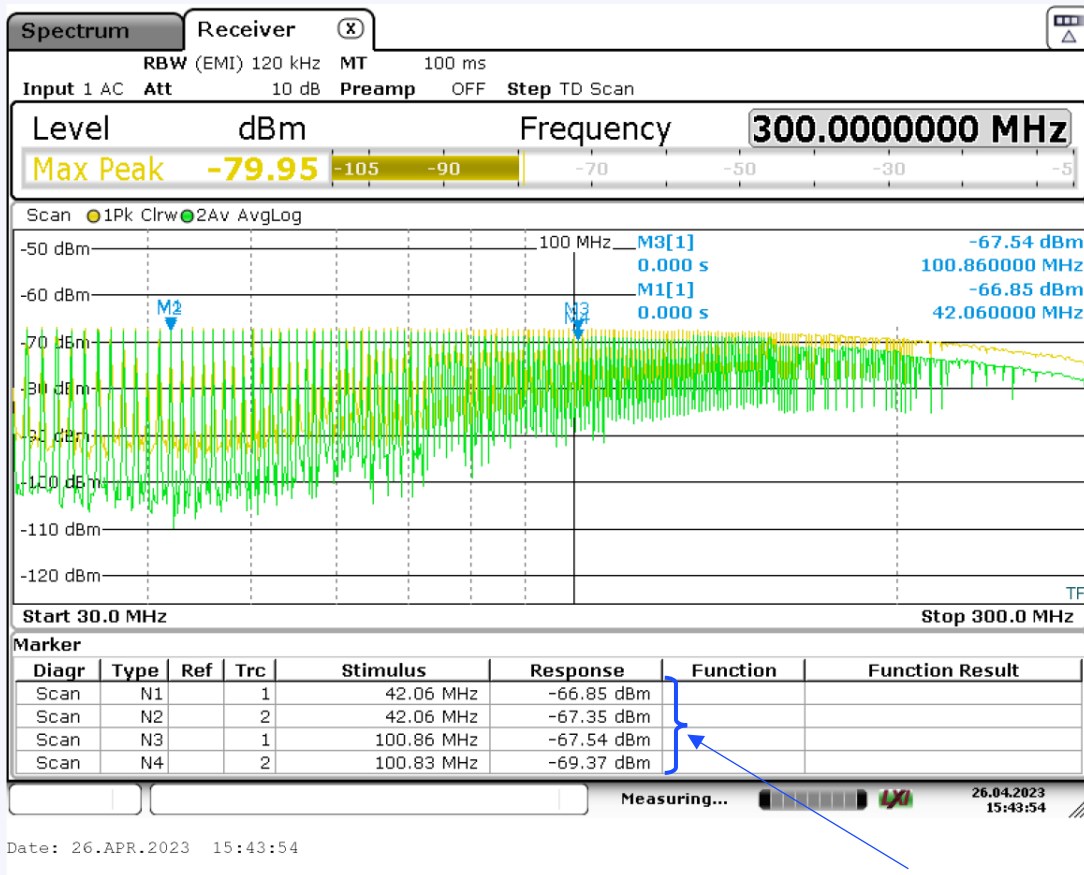 Spectrum Receiver X
RBW (EMI) 120 kHz MT 100 ms
Input 1 AC Att 10 dB Preamp OFF Step TD Scan
Level dBm Frequency 300.0000000 MHz
Max Peak -79.95 -105 -90 -70 -50 -30 -5
Scan 1Pk Clrw 2Av AvgLog
-50 dBm 100 MHz M3[1] -67.54 dBm
0.000 s 100.860000 MHz
-60 dBm M1[1] -66.85 dBm
0.000 s 42.060000 MHz
M3
M4
-70 dBm
-80 dBm
-90 dBm
-100 dBm
-110 dBm
-120 dBm
TF
Start 30.0 MHz Stop 300.0 MHz
Marker
Diagr Type Ref Trc Stimulus Response Function Function Result
Scan N1 1 42.06 MHz -66.85 dBm
Scan N2 2 42.06 MHz -67.35 dBm
Scan N3 1 100.86 MHz -67.54 dBm
Scan N4 2 100.83 MHz -69.37 dBm
Measuring... LXI 26.04.2023
15:43:54
Date: 26.APR.2023 15:43:54